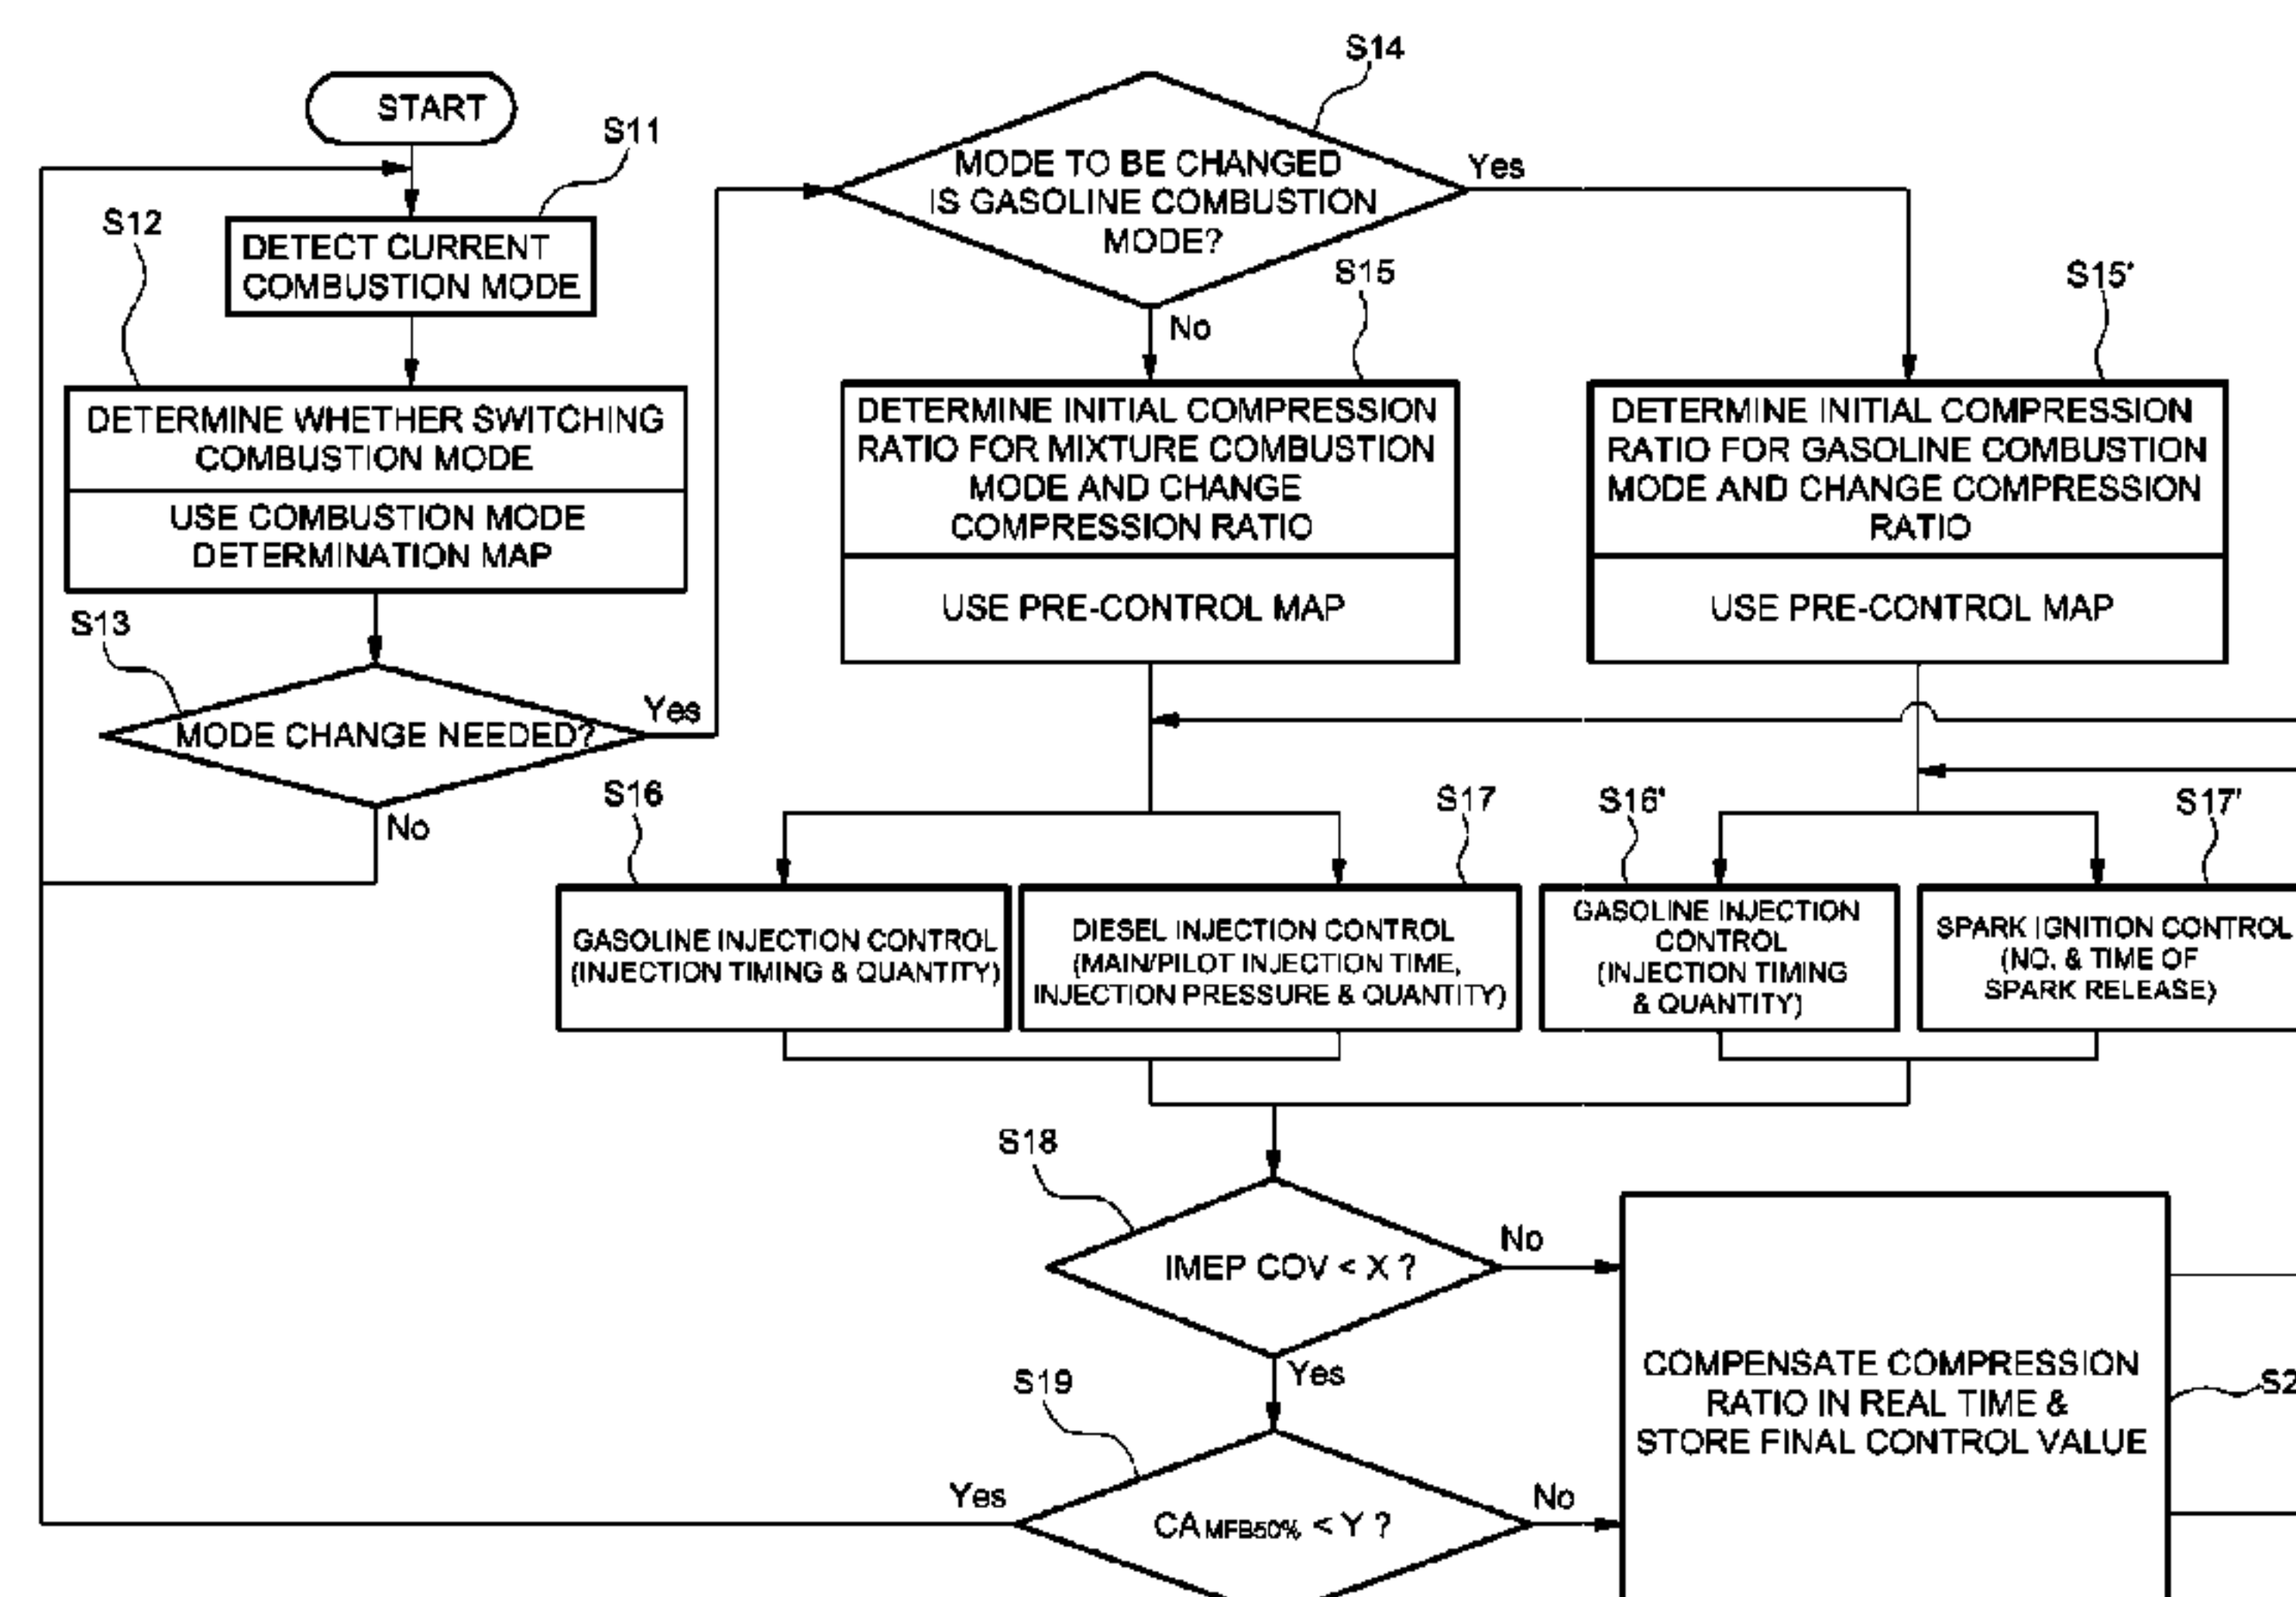 START
S11
DETECT CURRENT
COMBUSTION MODE
S12
DETERMINE WHETHER SWITCHING
COMBUSTION MODE
USE COMBUSTION MODE
DETERMINATION MAP
S13
MODE CHANGE NEEDED?
Yes
No
S14
MODE TO BE CHANGED
IS GASOLINE COMBUSTION
MODE?
Yes
No
S15
DETERMINE INITIAL COMPRESSION
RATIO FOR MIXTURE COMBUSTION
MODE AND CHANGE
COMPRESSION RATIO
USE PRE-CONTROL MAP
S15'
DETERMINE INITIAL COMPRESSION
RATIO FOR GASOLINE COMBUSTION
MODE AND CHANGE COMPRESSION
RATIO
USE PRE-CONTROL MAP
S16
GASOLINE INJECTION CONTROL
(INJECTION TIMING & QUANTITY)
S17
DIESEL INJECTION CONTROL
(MAIN/PILOT INJECTION TIME,
INJECTION PRESSURE & QUANTITY)
S16'
GASOLINE INJECTION
CONTROL
(INJECTION TIMING
& QUANTITY)
S17'
SPARK IGNITION CONTROL
(NO. & TIME OF
SPARK RELEASE)
S18
IMEP COV < X ?
No
Yes
S19
CA MFB50% < Y ?
Yes
No
COMPENSATE COMPRESSION
RATIO IN REAL TIME &
STORE FINAL CONTROL VALUE